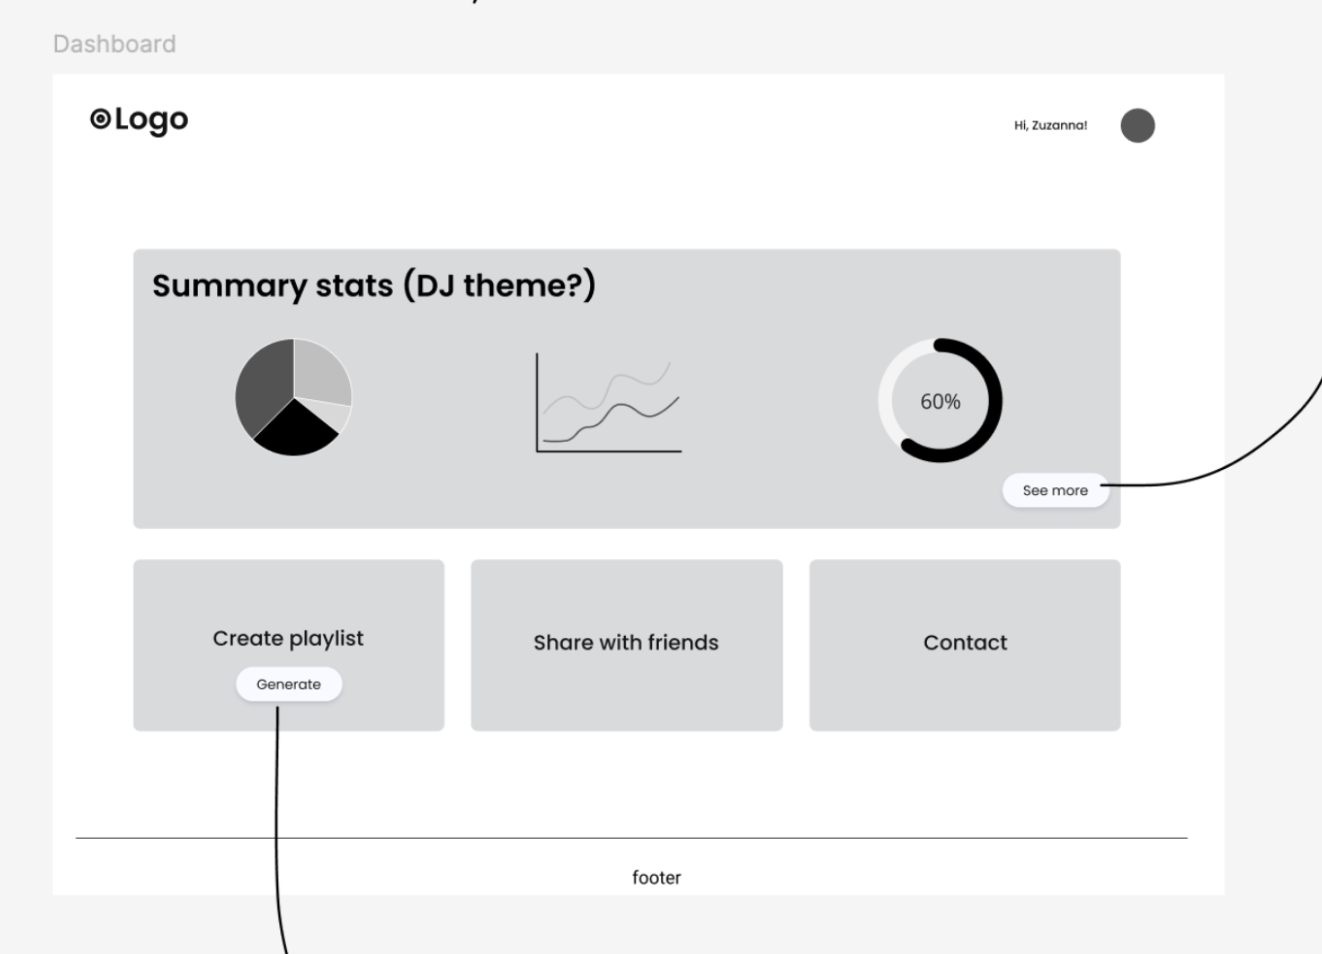 Dashboard
Logo
Hi, Zuzanna!
Summary stats (DJ theme?)
60%
See more
Create playlist
Generate
Share with friends
Contact
footer